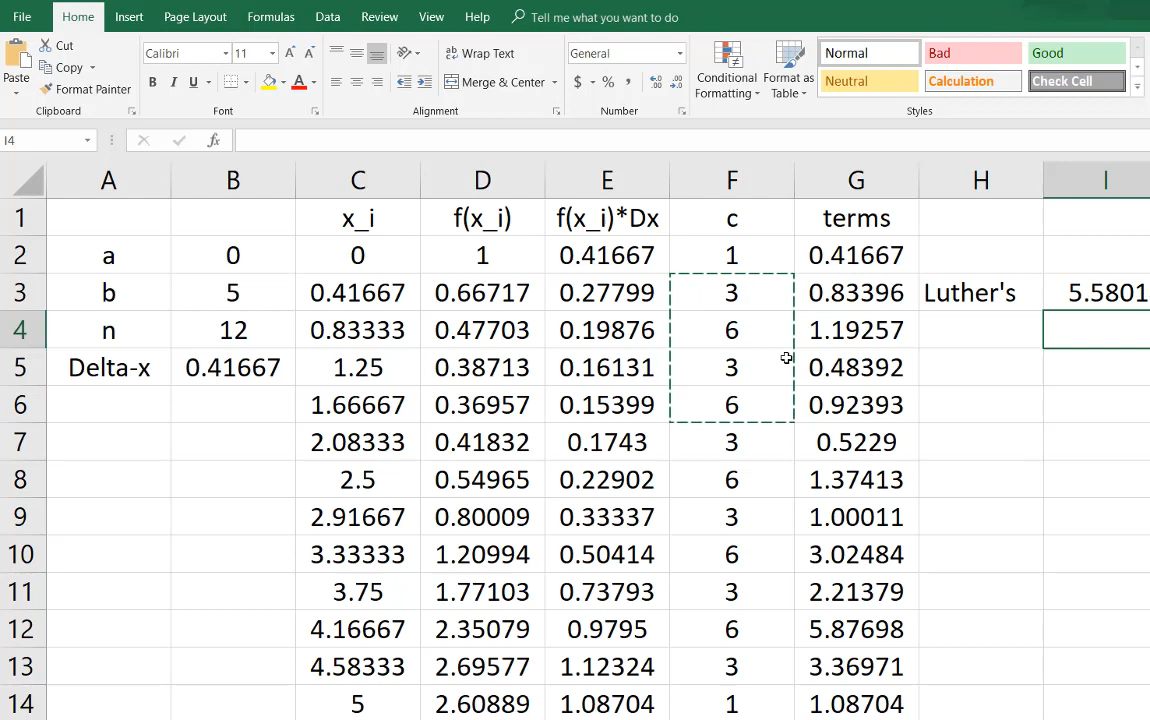 File Home Insert Page Layout Formulas Data Review View Help Tell me what you want to do
Paste Cut Copy Format Painter Clipboard
Calibri 11 B I U A A A Font
Wrap Text Merge & Center Alignment
General $ % , Number
Conditional Formatting Format as Table
Normal Bad Good
Neutral Calculation Check Cell
Styles
I4 fx
A B C D E F G H I
1 x_i f(x_i) f(x_i)*Dx c terms
2 a 0 0 1 0.41667 1 0.41667
3 b 5 0.41667 0.66717 0.27799 3 0.83396 Luther's 5.5801
4 n 12 0.83333 0.47703 0.19876 6 1.19257
5 Delta-x 0.41667 1.25 0.38713 0.16131 3 0.48392
6 1.66667 0.36957 0.15399 6 0.92393
7 2.08333 0.41832 0.1743 3 0.5229
8 2.5 0.54965 0.22902 6 1.37413
9 2.91667 0.80009 0.33337 3 1.00011
10 3.33333 1.20994 0.50414 6 3.02484
11 3.75 1.77103 0.73793 3 2.21379
12 4.16667 2.35079 0.9795 6 5.87698
13 4.58333 2.69577 1.12324 3 3.36971
14 5 2.60889 1.08704 1 1.08704